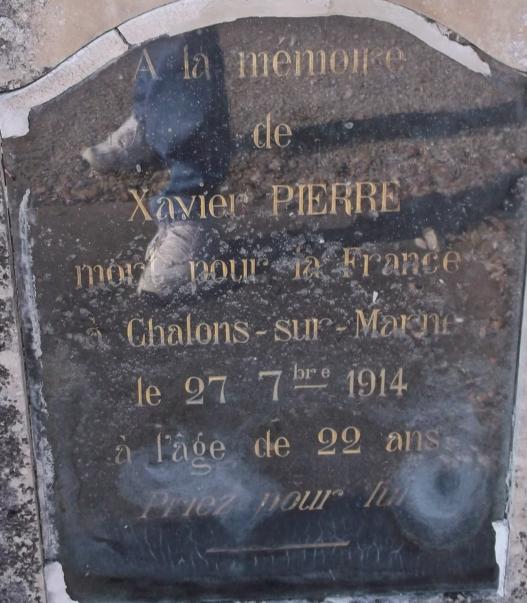 A la mémoire
de
Xavier PIERRE
mort pour la France
à Chalons-sur-Marne
le 27 7bre 1914
à l'âge de 22 ans
Priez pour lui